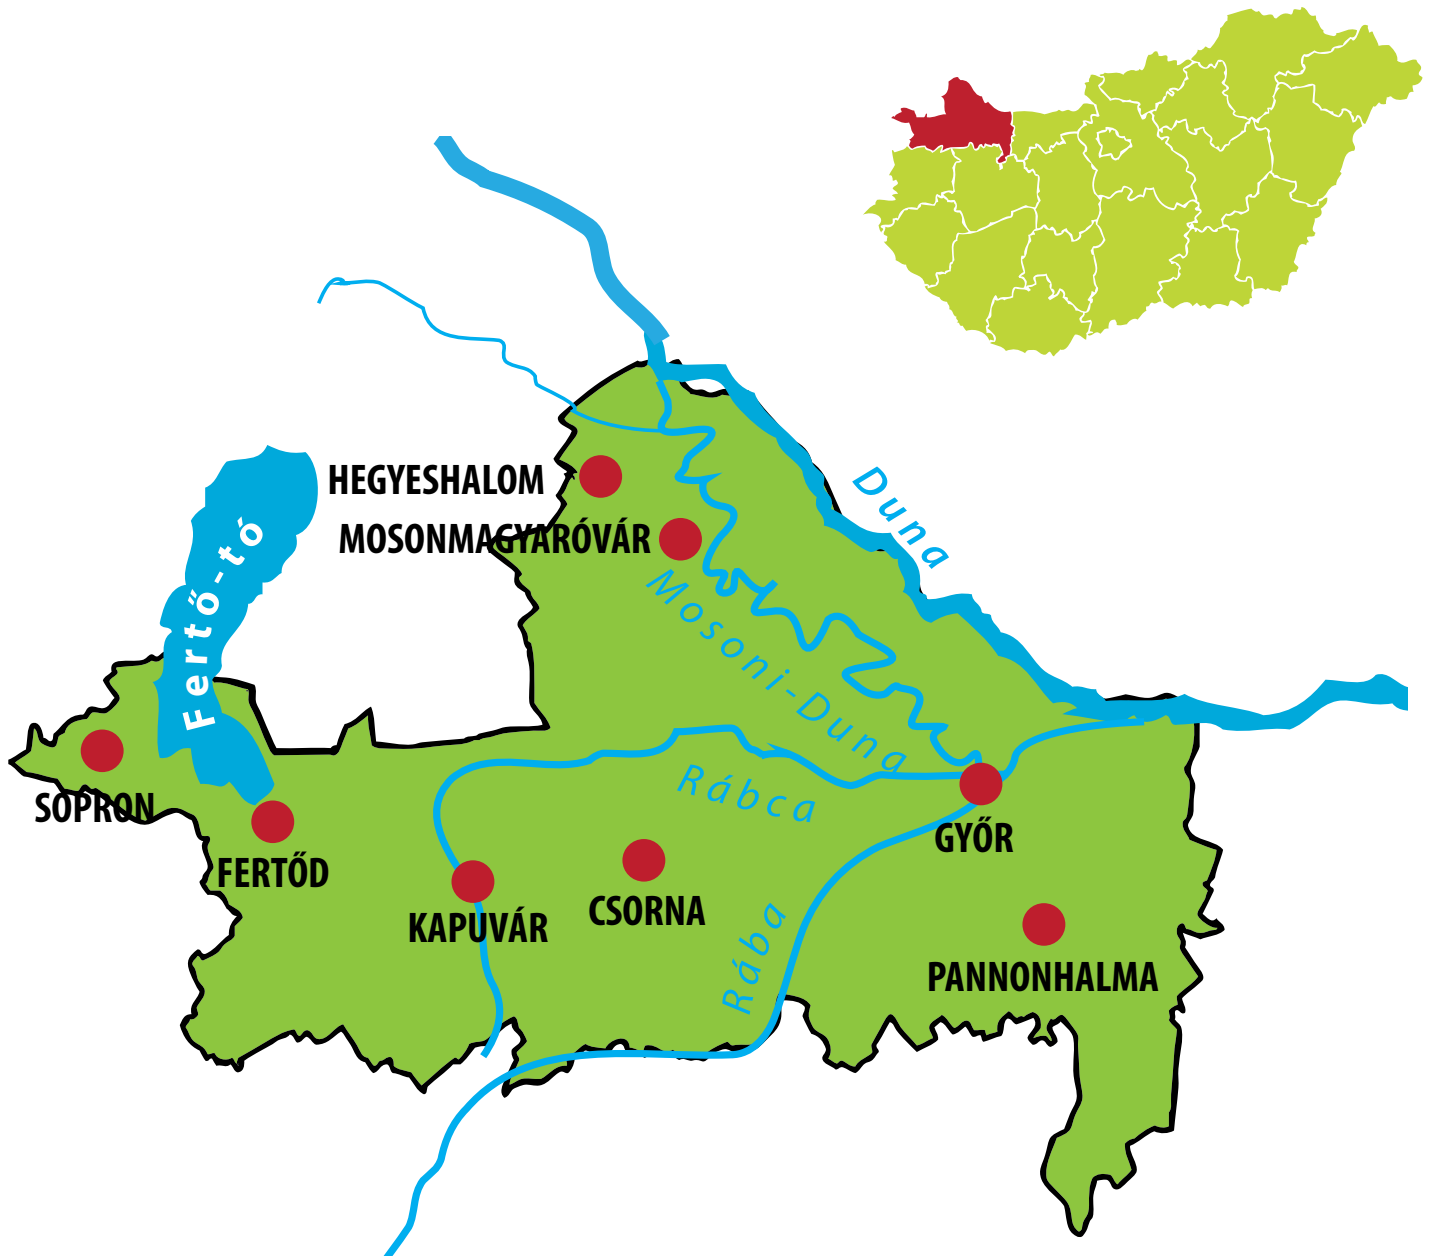 HEGYESHALOM
Duna
MOSONMAGYARÓVÁR
Fertő-tó
Mosoni-Duna
Rábca
SOPRON
GYŐR
FERTŐD
CSORNA
KAPUVÁR
Rába
PANNONHALMA